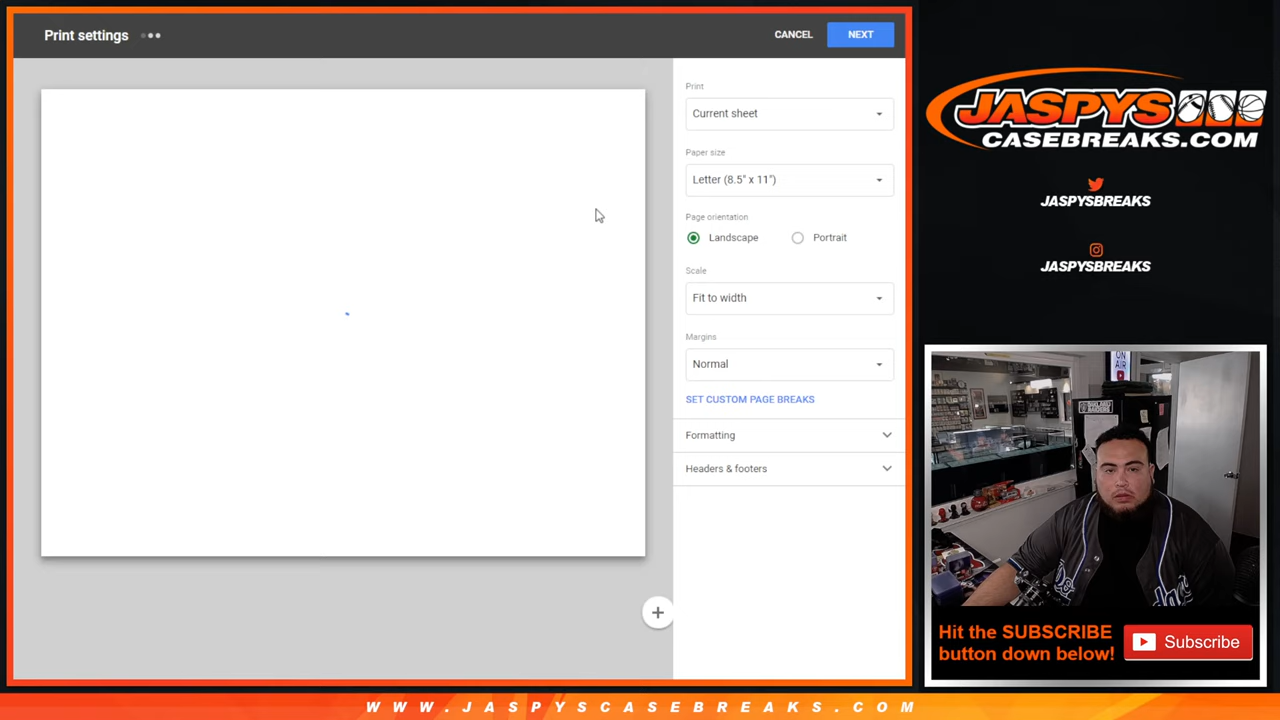 Print settings
CANCEL
NEXT
Print
Current sheet
Paper size
Letter (8.5" x 11")
Page orientation
Landscape
Portrait
Scale
Fit to width
Margins
Normal
SET CUSTOM PAGE BREAKS
Formatting
Headers & footers
JASPYS
CASEBREAKS.COM
JASPYSBREAKS
JASPYSBREAKS
ON
AIR
Hit the SUBSCRIBE
button down below!
Subscribe
WWW.JASPYSCASEBREAKS.COM